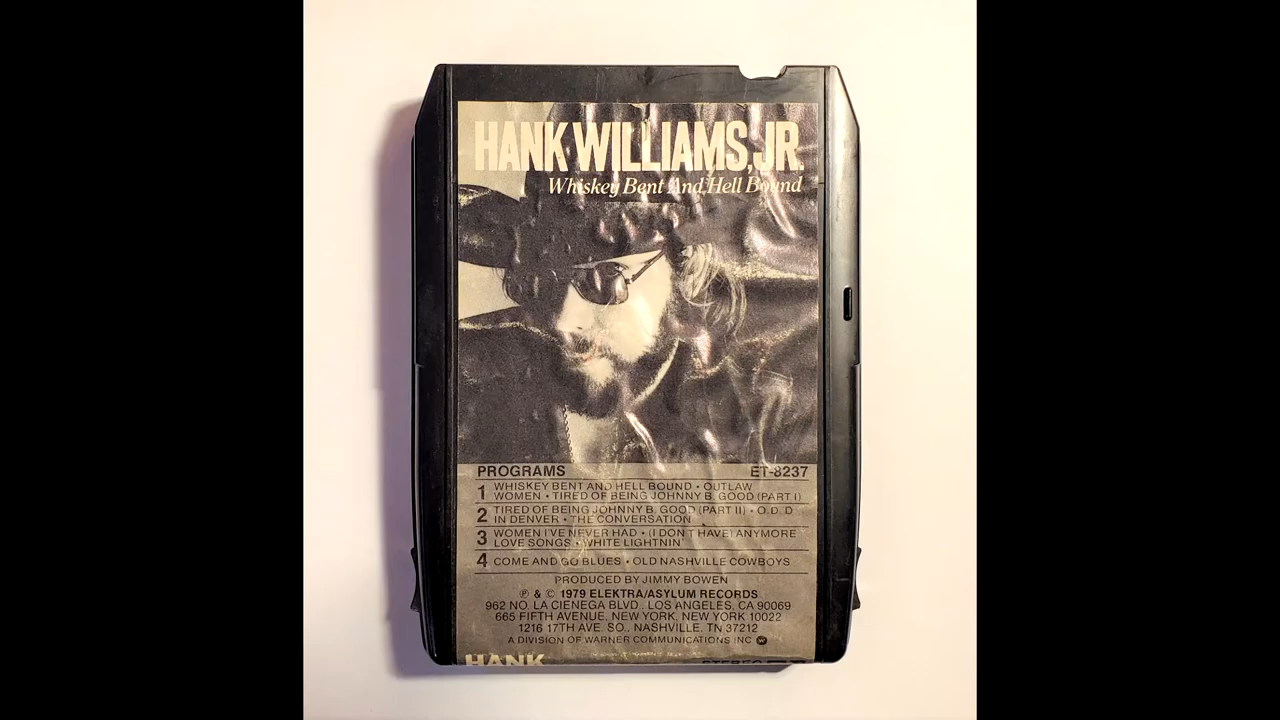 HANK WILLIAMS, JR.
Whiskey Bent And Hell Bound
PROGRAMS ET-8237
1 WHISKEY BENT AND HELL BOUND • OUTLAW
WOMEN • TIRED OF BEING JOHNNY B. GOOD (PART I)
2 TIRED OF BEING JOHNNY B. GOOD (PART II) • O.D.'D
IN DENVER • THE CONVERSATION
3 WOMEN I'VE NEVER HAD • (I DON'T HAVE) ANYMORE
LOVE SONGS • WHITE LIGHTNIN'
4 COME AND GO BLUES • OLD NASHVILLE COWBOYS
PRODUCED BY JIMMY BOWEN
℗ & © 1979 ELEKTRA/ASYLUM RECORDS
962 NO. LA CIENEGA BLVD., LOS ANGELES, CA 90069
665 FIFTH AVENUE, NEW YORK, NEW YORK 10022
1216 17TH AVE. SO., NASHVILLE, TN 37212
A DIVISION OF WARNER COMMUNICATIONS INC
HANK STEREO